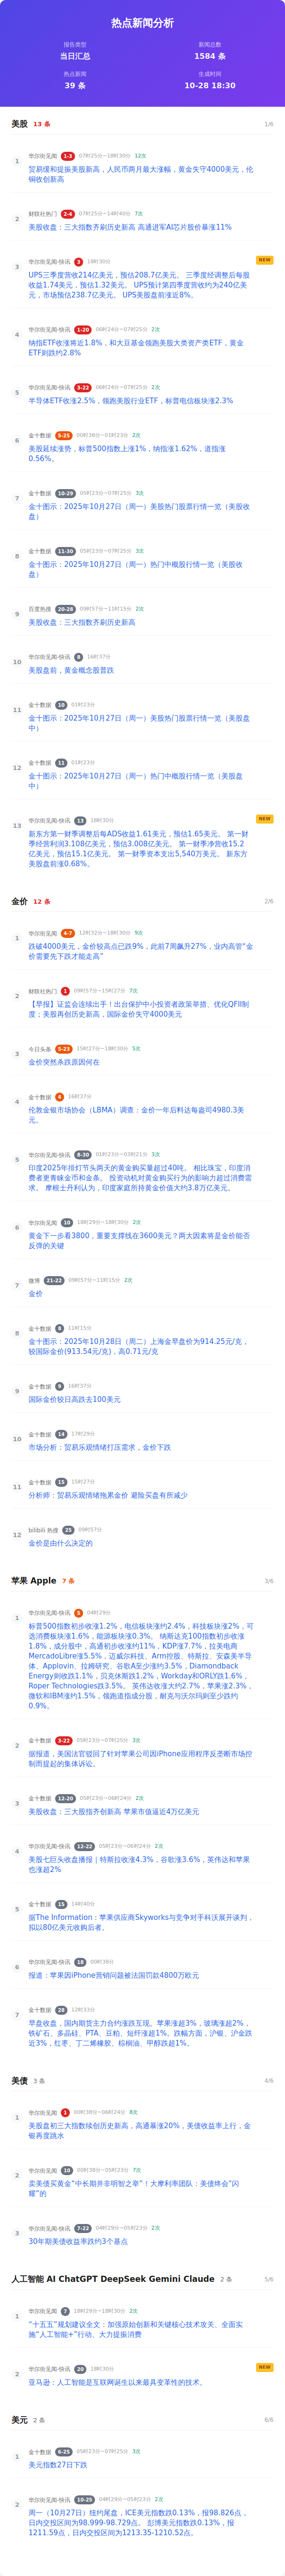 热点新闻分析
报告类型
当日汇总
新闻总数
1584 条
热点新闻
39 条
生成时间
10-28 18:30
美股 13 条 1/6
1
华尔街见闻 1-3 07时25分~18时30分 12次
贸易缓和提振美股新高，人民币两月最大涨幅，黄金失守4000美元，伦
铜收创新高
2
财联社热门 2-4 07时25分~14时40分 7次
美股收盘：三大指数齐刷历史新高 高通进军AI芯片股价暴涨11%
3
华尔街见闻-快讯 3 18时30分
NEW
UPS三季度营收214亿美元，预估208.7亿美元。 三季度经调整后每股
收益1.74美元，预估1.32美元。 UPS预计第四季度营收约为240亿美
元，市场预估238.7亿美元。 UPS美股盘前涨近8%。
4
华尔街见闻-快讯 1-20 06时24分~07时25分 2次
纳指ETF收涨将近1.8%，和大豆基金领跑美股大类资产类ETF，黄金
ETF则跌约2.8%
5
华尔街见闻-快讯 3-22 06时24分~07时25分 2次
半导体ETF收涨2.5%，领跑美股行业ETF，标普电信板块涨2.3%
6
金十数据 5-25 00时38分~01时23分 2次
美股延续涨势，标普500指数上涨1%，纳指涨1.62%，道指涨
0.56%。
7
金十数据 10-29 05时23分~07时25分 3次
金十图示：2025年10月27日（周一）美股热门股票行情一览（美股收
盘）
8
金十数据 11-30 05时23分~07时25分 3次
金十图示：2025年10月27日（周一）热门中概股行情一览（美股收
盘）
9
百度热搜 20-28 09时57分~11时15分 2次
美股收盘：三大指数齐刷历史新高
10
华尔街见闻-快讯 8 16时37分
美股盘前，黄金概念股普跌
11
金十数据 10 01时23分
金十图示：2025年10月27日（周一）美股热门股票行情一览（美股盘
中）
12
金十数据 11 01时23分
金十图示：2025年10月27日（周一）热门中概股行情一览（美股盘
中）
13
华尔街见闻-快讯 13 18时30分
NEW
新东方第一财季调整后每ADS收益1.61美元，预估1.65美元。 第一财
季经营利润3.108亿美元，预估3.008亿美元。 第一财季净营收15.2
亿美元，预估15.1亿美元。 第一财季资本支出5,540万美元。 新东方
美股盘前涨0.68%。
金价 12 条 2/6
1
华尔街见闻 4-7 12时32分~18时30分 9次
跌破4000美元，金价较高点已跌9%，此前7周飙升27%，业内高管“金
价需要先下跌才能走高”
2
财联社热门 1 09时57分~15时27分 7次
【早报】证监会连续出手！出台保护中小投资者政策举措、优化QFII制
度；美股再创历史新高，国际金价失守4000美元
3
今日头条 5-23 15时27分~18时30分 5次
金价突然杀跌原因何在
4
金十数据 4 16时37分
伦敦金银市场协会（LBMA）调查：金价一年后料达每盎司4980.3美
元。
5
华尔街见闻-快讯 8-30 01时23分~03时21分 3次
印度2025年排灯节头两天的黄金购买量超过40吨。 相比珠宝，印度消
费者更青睐金币和金条。 投资动机对黄金购买行为的影响力超过消费需
求。 摩根士丹利认为，印度家庭所持黄金价值大约3.8万亿美元。
6
华尔街见闻 10 18时29分~18时30分 2次
黄金下一步看3800，重要支撑线在3600美元？两大因素将是金价能否
反弹的关键
7
微博 21-22 09时57分~11时15分 2次
金价
8
金十数据 8 11时15分
金十图示：2025年10月28日（周二）上海金早盘价为914.25元/克，
较国际金价(913.54元/克)，高0.71元/克
9
金十数据 9 16时37分
国际金价较日高跌去100美元
10
金十数据 14 17时29分
市场分析：贸易乐观情绪打压需求，金价下跌
11
金十数据 15 15时27分
分析师：贸易乐观情绪拖累金价 避险买盘有所减少
12
bilibili 热搜 25 09时57分
金价是由什么决定的
苹果 Apple 7 条 3/6
1
华尔街见闻-快讯 5 04时29分
标普500指数初步收涨1.2%，电信板块涨约2.4%，科技板块涨2%，可
选消费板块涨1.6%，能源板块涨0.3%。 纳斯达克100指数初步收涨
1.8%，成分股中，高通初步收涨约11%，KDP涨7.7%，拉美电商
MercadoLibre涨5.5%，迈威尔科技、Arm控股、特斯拉、安森美半导
体、Applovin、拉姆研究、谷歌A至少涨约3.5%，Diamondback
Energy则收跌1.1%，贝克休斯跌1.2%，Workday和ORLY跌1.6%，
Roper Technologies跌3.5%。 英伟达收涨大约2.7%，苹果涨2.3%，
微软和IBM涨约1.5%，领跑道指成分股，耐克与沃尔玛则至少跌约
0.9%。
2
金十数据 3-22 05时23分~07时25分 3次
据报道，美国法官驳回了针对苹果公司因iPhone应用程序反垄断市场控
制而提起的集体诉讼。
3
金十数据 12-20 05时23分~06时24分 2次
美股收盘：三大股指齐创新高 苹果市值逼近4万亿美元
4
华尔街见闻-快讯 12-22 05时23分~06时24分 2次
美股七巨头收盘播报｜特斯拉收涨4.3%，谷歌涨3.6%，英伟达和苹果
也涨超2%
5
金十数据 15 14时40分
据The Information：苹果供应商Skyworks与竞争对手科沃展开谈判，
拟以80亿美元收购后者。
6
华尔街见闻-快讯 18 00时38分
报道：苹果因iPhone营销问题被法国罚款4800万欧元
7
金十数据 28 12时33分
早盘收盘，国内期货主力合约涨跌互现。苹果涨超3%，玻璃涨超2%，
铁矿石、多晶硅、PTA、豆粕、短纤涨超1%。跌幅方面，沪银、沪金跌
近3%，红枣、丁二烯橡胶、棕榈油、甲醇跌超1%。
美债 3 条 4/6
1
华尔街见闻 1 00时38分~06时24分 8次
美股盘初三大指数续创历史新高，高通暴涨20%，美债收益率上行，金
银再度跳水
2
华尔街见闻 10 00时38分~05时23分 7次
卖美债买黄金“中长期并非明智之举”！大摩利率团队：美债终会“闪
耀”的
3
华尔街见闻-快讯 7-22 04时29分~05时23分 2次
30年期美债收益率跌约3个基点
人工智能 AI ChatGPT DeepSeek Gemini Claude 2 条 5/6
1
华尔街见闻 7 18时29分~18时30分 2次
“十五五”规划建议全文：加强原始创新和关键核心技术攻关、全面实
施“人工智能+”行动、大力提振消费
2
华尔街见闻-快讯 20 18时30分
NEW
亚马逊：人工智能是互联网诞生以来最具变革性的技术。
美元 2 条 6/6
1
金十数据 6-25 05时23分~07时25分 3次
美元指数27日下跌
2
华尔街见闻-快讯 10-25 04时29分~05时23分 2次
周一（10月27日）纽约尾盘，ICE美元指数跌0.13%，报98.826点，
日内交投区间为98.999-98.729点。 彭博美元指数跌0.13%，报
1211.59点，日内交投区间为1213.35-1210.52点。